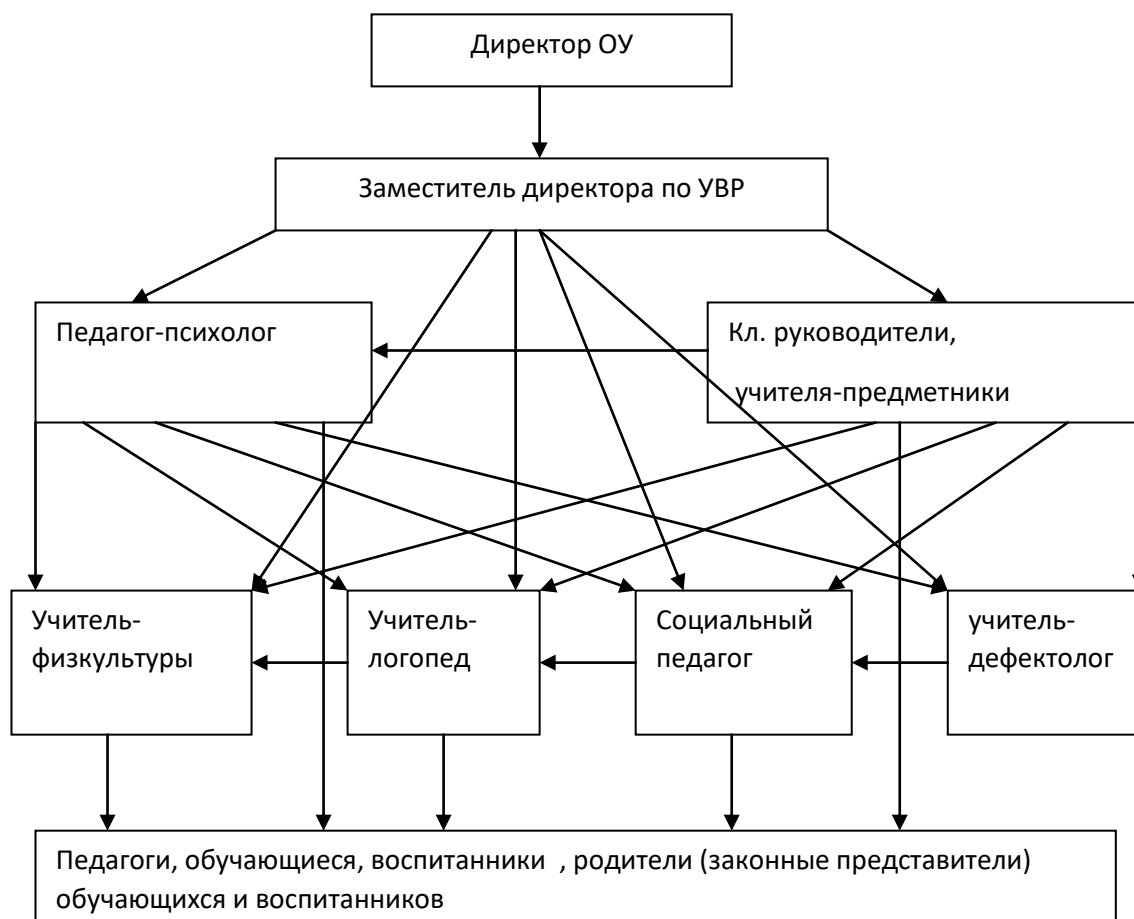 Директор ОУ
Заместитель директора по УВР
Педагог-психолог
Кл. руководители,
учителя-предметники
Учитель-
физкультуры
Учитель-
логопед
Социальный
педагог
учитель-
дефектолог
Педагоги, обучающиеся, воспитанники , родители (законные представители)
обучающихся и воспитанников